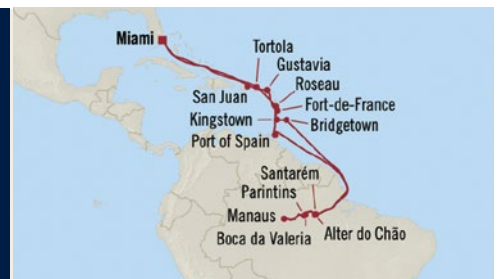 Miami
Tortola
Gustavia
San Juan
Roseau
Fort-de-France
Kingstown
Bridgetown
Port of Spain
Santarém
Parintins
Manaus
Alter do Chão
Boca da Valeria